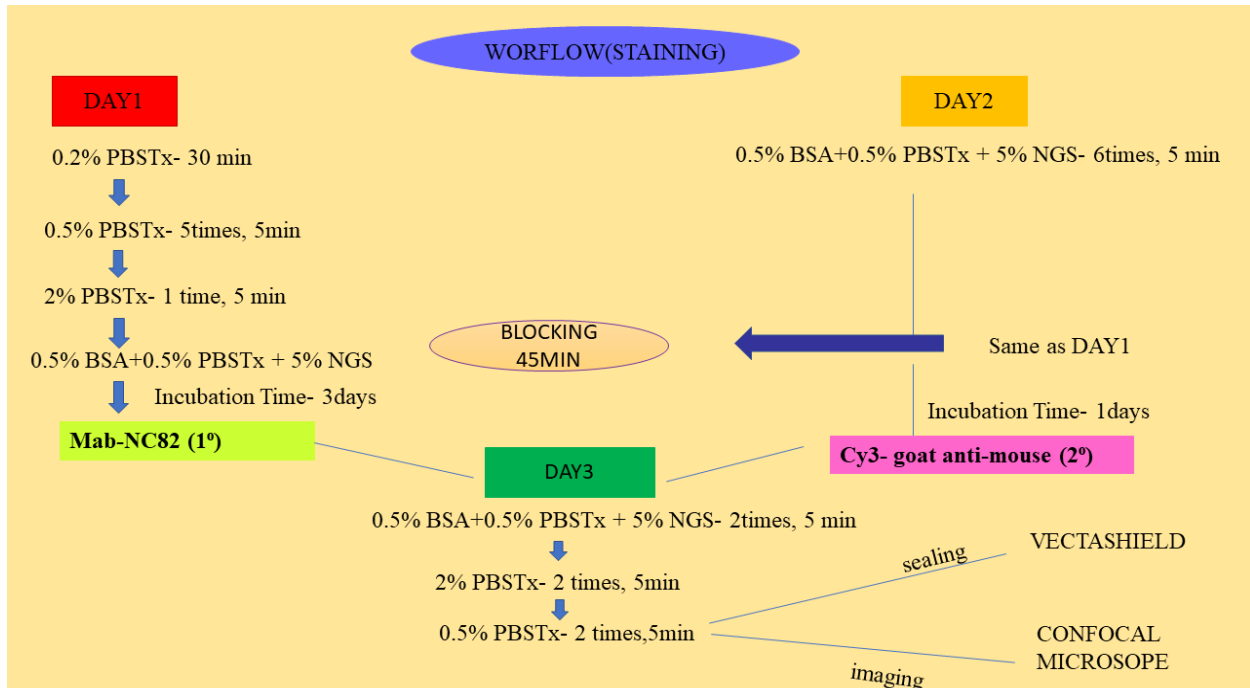 WORFLOW(STAINING)
DAY1
0.2% PBSTx- 30 min
0.5% PBSTx- 5times, 5min
2% PBSTx- 1 time, 5 min
0.5% BSA+0.5% PBSTx + 5% NGS
Incubation Time- 3days
Mab-NC82 (1⁰)
BLOCKING
45MIN
DAY2
0.5% BSA+0.5% PBSTx + 5% NGS- 6times, 5 min
Same as DAY1
Incubation Time- 1days
Cy3- goat anti-mouse (2⁰)
DAY3
0.5% BSA+0.5% PBSTx + 5% NGS- 2times, 5 min
2% PBSTx- 2 times, 5min
0.5% PBSTx- 2 times,5min
sealing
VECTASHIELD
imaging
CONFOCAL
MICROSOPE